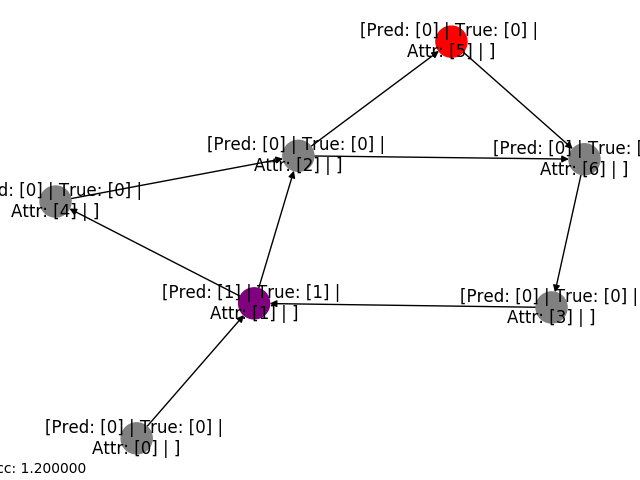 [Pred: [0] | True: [0] |
Attr: [5] | ]
[Pred: [0] | True: [0] |
Attr: [2] | ]
[Pred: [0] | True: [
Attr: [6] | ]
d: [0] | True: [0] |
Attr: [4] | ]
[Pred: [1] | True: [1] |
Attr: [1] | ]
[Pred: [0] | True: [0] |
Attr: [3] | ]
[Pred: [0] | True: [0] |
Attr: [0] | ]
cc: 1.200000